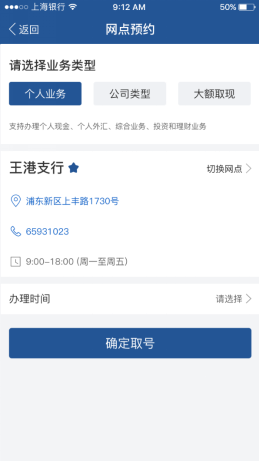 上海银行 9:12 AM 50%
返回 网点预约
请选择业务类型
个人业务 公司类型 大额取现
支持办理个人现金、个人外汇、综合业务、投资和理财业务
王港支行 切换网点
浦东新区上丰路1730号
65931023
9:00-18:00 (周一至周五)
办理时间 请选择
确定取号